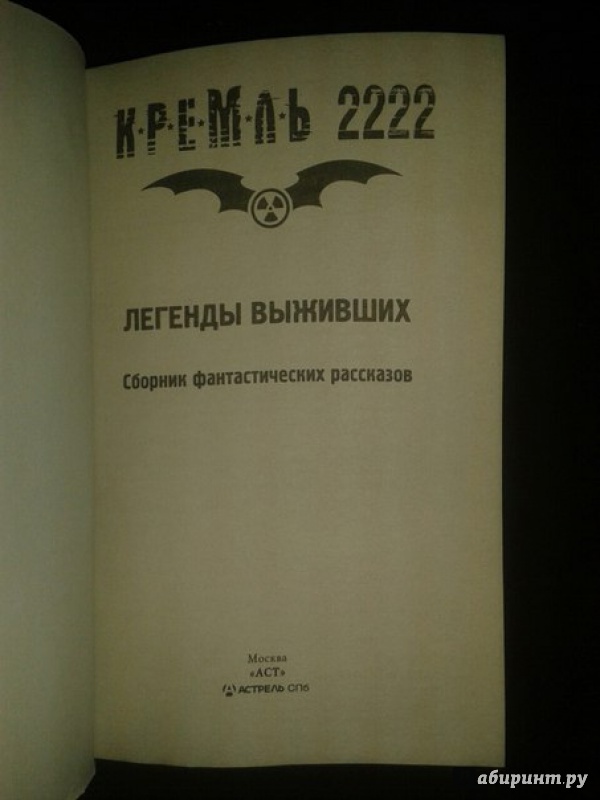 К·Р·Е·М·Л·Ь 2222
ЛЕГЕНДЫ ВЫЖИВШИХ
Сборник фантастических рассказов
Москва
«АСТ»
АСТРЕЛЬ СПб
абиринт.ру